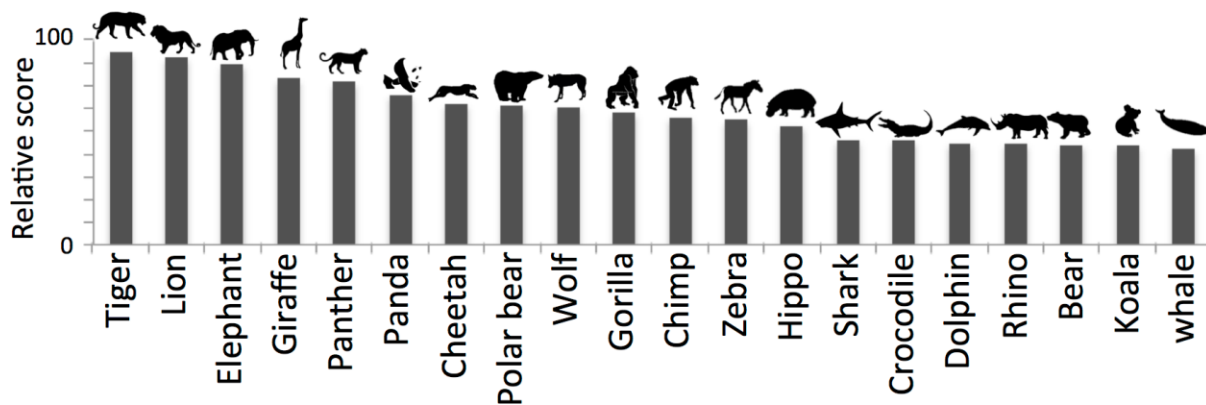 Relative score
100
0
Tiger
Lion
Elephant
Giraffe
Panther
Panda
Cheetah
Polar bear
Wolf
Gorilla
Chimp
Zebra
Hippo
Shark
Crocodile
Dolphin
Rhino
Bear
Koala
whale